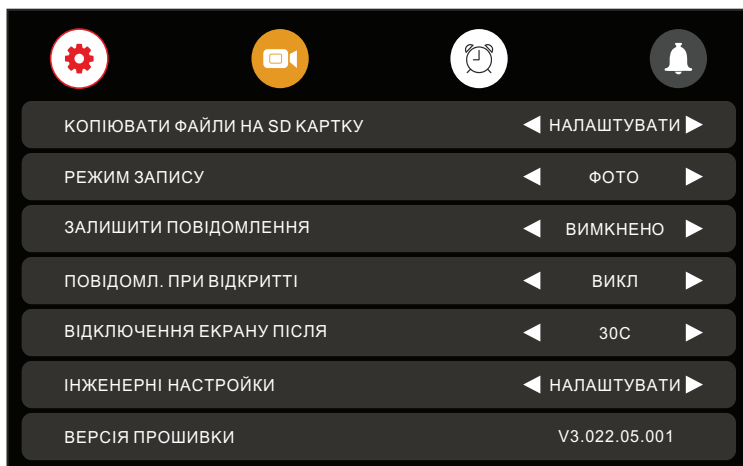 КОПІЮВАТИ ФАЙЛИ НА SD КАРТКУ НАЛАШТУВАТИ
РЕЖИМ ЗАПИСУ ФОТО
ЗАЛИШИТИ ПОВІДОМЛЕННЯ ВИМКНЕНО
ПОВІДОМЛ. ПРИ ВІДКРИТТІ ВИКЛ
ВІДКЛЮЧЕННЯ ЕКРАНУ ПІСЛЯ 30С
ІНЖЕНЕРНІ НАСТРОЙКИ НАЛАШТУВАТИ
ВЕРСІЯ ПРОШИВКИ V3.022.05.001